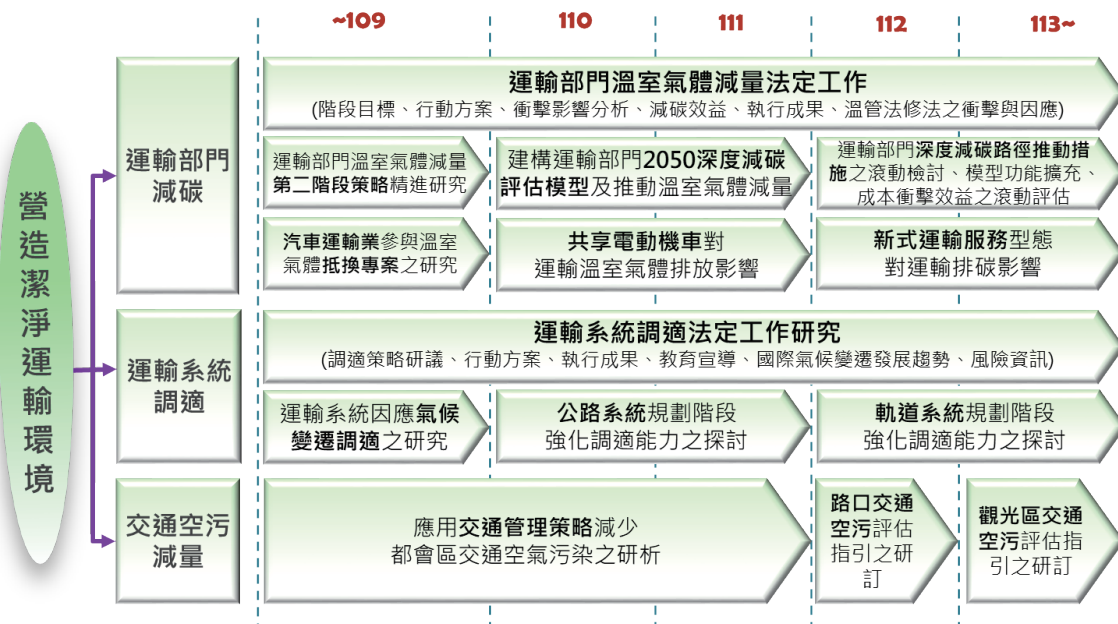 ~109
110
111
112
113~
營造潔淨運輸環境
運輸部門
減碳
運輸部門溫室氣體減量法定工作
(階段目標、行動方案、衝擊影響分析、減碳效益、執行成果、溫管法修法之衝擊與因應)
運輸部門溫室氣體減量
第二階段策略精進研究
建構運輸部門2050深度減碳
評估模型及推動溫室氣體減量
運輸部門深度減碳路徑推動措
施之滾動檢討、模型功能擴充、
成本衝擊效益之滾動評估
汽車運輸業參與溫室
氣體抵換專案之研究
共享電動機車對
運輸溫室氣體排放影響
新式運輸服務型態
對運輸排碳影響
運輸系統
調適
運輸系統調適法定工作研究
(調適策略研議、行動方案、執行成果、教育宣導、國際氣候變遷發展趨勢、風險資訊)
運輸系統因應氣候
變遷調適之研究
公路系統規劃階段
強化調適能力之探討
軌道系統規劃階段
強化調適能力之探討
交通空污
減量
應用交通管理策略減少
都會區交通空氣污染之研析
路口交通
空污評估
指引之研
訂
觀光區交通
空污評估指
引之研訂